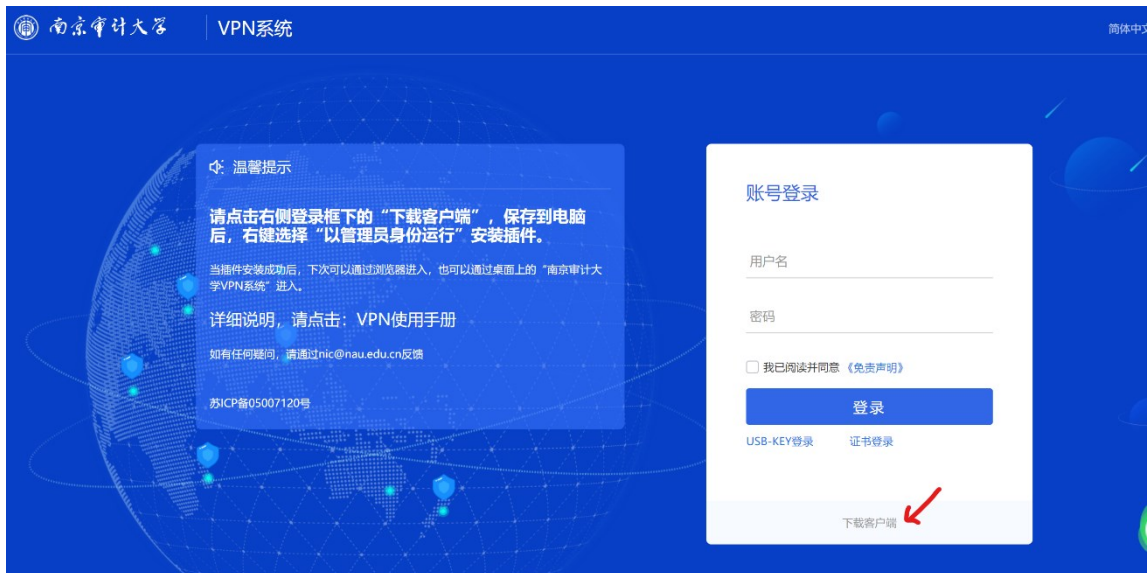 南京审计大学 VPN系统
简体中文
温馨提示
请点击右侧登录框下的“下载客户端”，保存到电脑
后，右键选择“以管理员身份运行”安装插件。
当插件安装成功后，下次可以通过浏览器进入，也可以通过桌面上的“南京审计大
学VPN系统”进入。
详细说明，请点击：VPN使用手册
如有任何疑问，请通过nic@nau.edu.cn反馈
苏ICP备05007120号
账号登录
用户名
密码
我已阅读并同意《免责声明》
登录
USB-KEY登录 证书登录
下载客户端